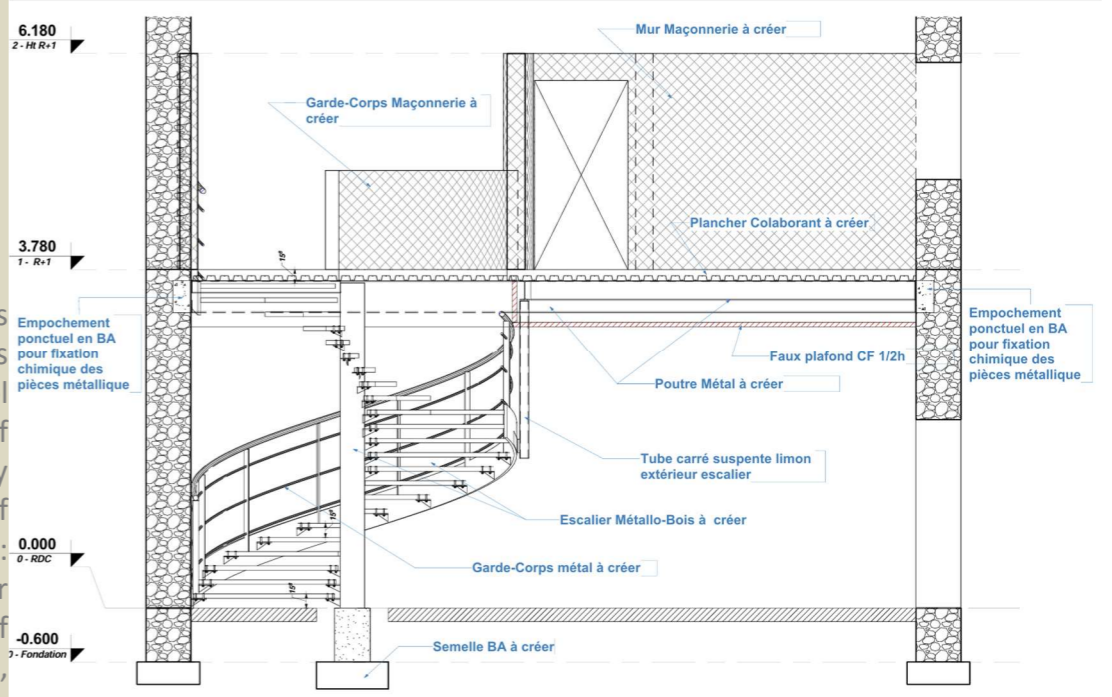 6.180
2 - Ht R+1
Mur Maçonnerie à créer
Garde-Corps Maçonnerie à
créer
Plancher Colaborant à créer
3.780
1 - R+1
15⁹
Empochement
ponctuel en BA
pour fixation
chimique des
pièces métallique
Empochement
ponctuel en BA
pour fixation
chimique des
pièces métallique
Faux plafond CF 1/2h
Poutre Métal à créer
Tube carré suspente limon
extérieur escalier
Escalier Métallo-Bois à créer
15⁹
0.000
0 - RDC
Garde-Corps métal à créer
15⁹
-0.600
- Fondation
Semelle BA à créer